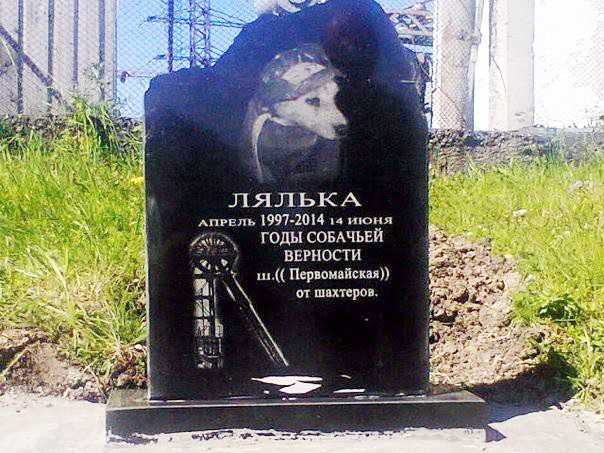 ЛЯЛЬКА
АПРЕЛЬ 1997-2014 14 ИЮНЯ
ГОДЫ СОБАЧЬЕЙ
ВЕРНОСТИ
ш.(( Первомайская))
от шахтеров.